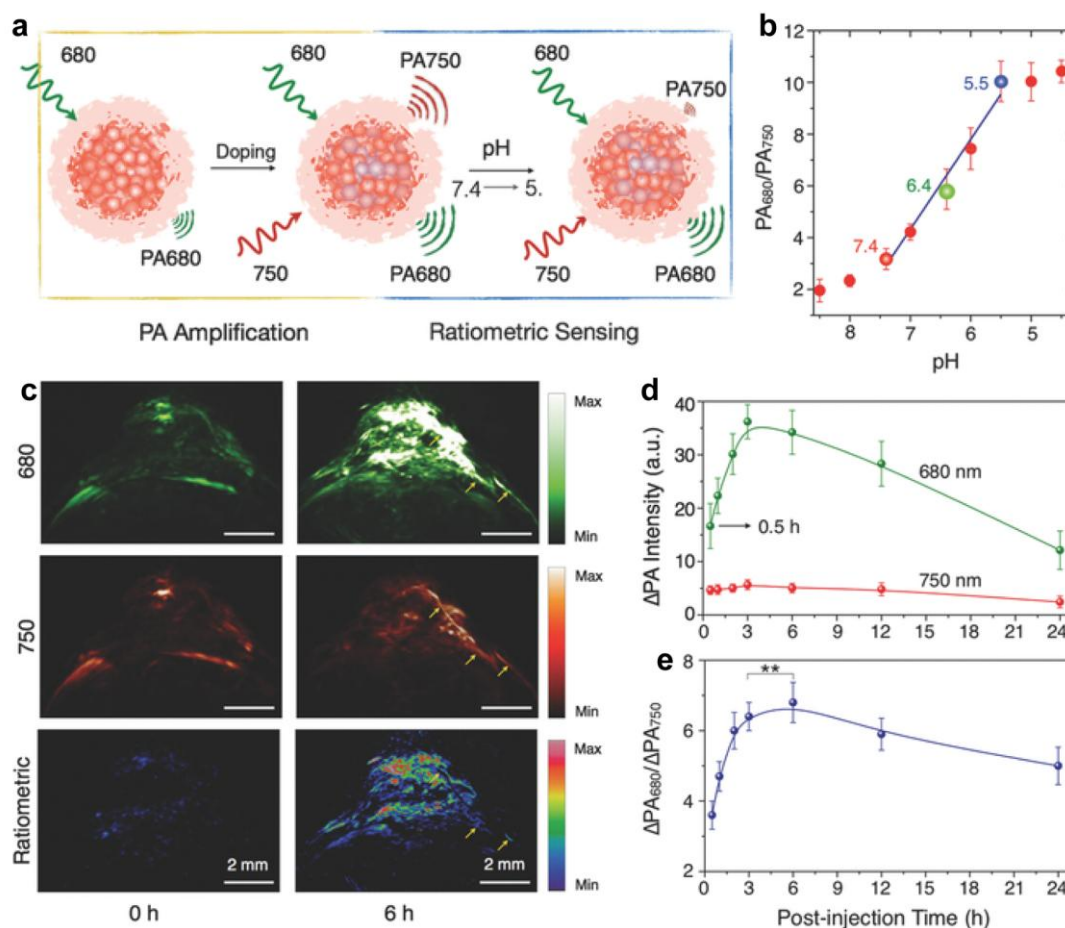 a
680
680
PA750
680
PA750
Doping
pH
7.4 → 5.
PA680
750
PA680
750
PA680
PA Amplification
Ratiometric Sensing
b
PA680/PA750
12
10
8
6
4
2
5.5
6.4
7.4
8
7
6
5
pH
c
680
Max
Min
750
Max
Min
Ratiometric
2 mm
2 mm
Max
Min
0 h
6 h
d
ΔPA Intensity (a.u.)
40
30
20
10
5
0
680 nm
→ 0.5 h
750 nm
0 3 6 9 12 15 18 21 24
e
ΔPA680/ΔPA750
8
6
4
2
**
0 3 6 9 12 15 18 21 24
Post-injection Time (h)